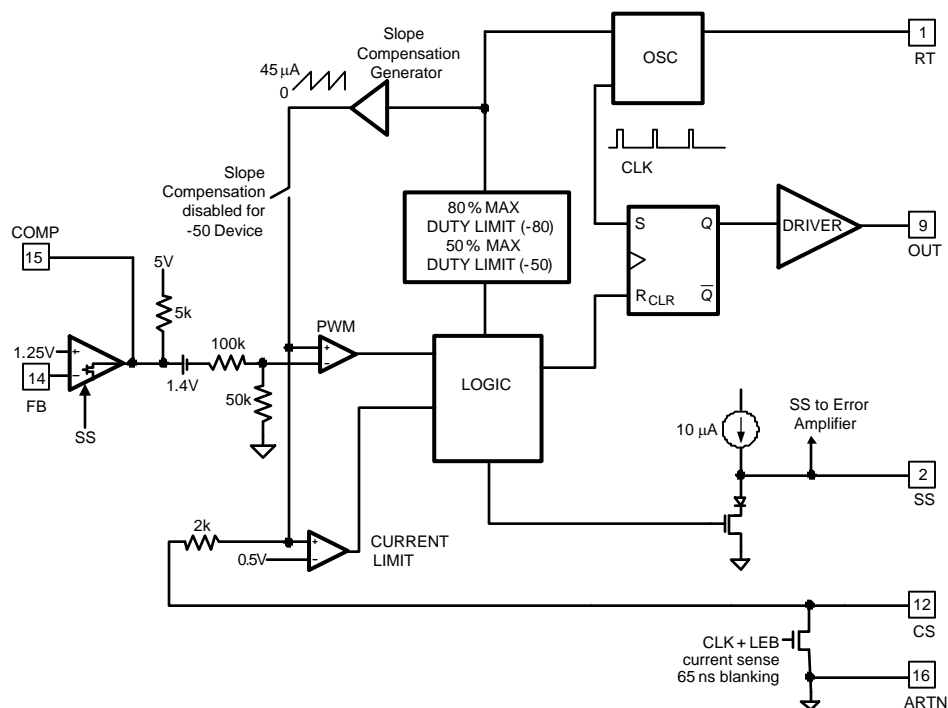 Slope
Compensation
Generator
45 μA
0
OSC
1
RT
CLK
Slope
Compensation
disabled for
-50 Device
80% MAX
DUTY LIMIT (-80)
50% MAX
DUTY LIMIT (-50)
S
Q
R CLR
Q
DRIVER
9
OUT
COMP
15
5V
5k
1.25V
+
–
14
FB
SS
1.4V
100k
50k
PWM
+
–
LOGIC
10 μA
SS to Error
Amplifier
2
SS
2k
0.5V
+
–
CURRENT
LIMIT
12
CS
CLK + LEB
current sense
65 ns blanking
16
ARTN